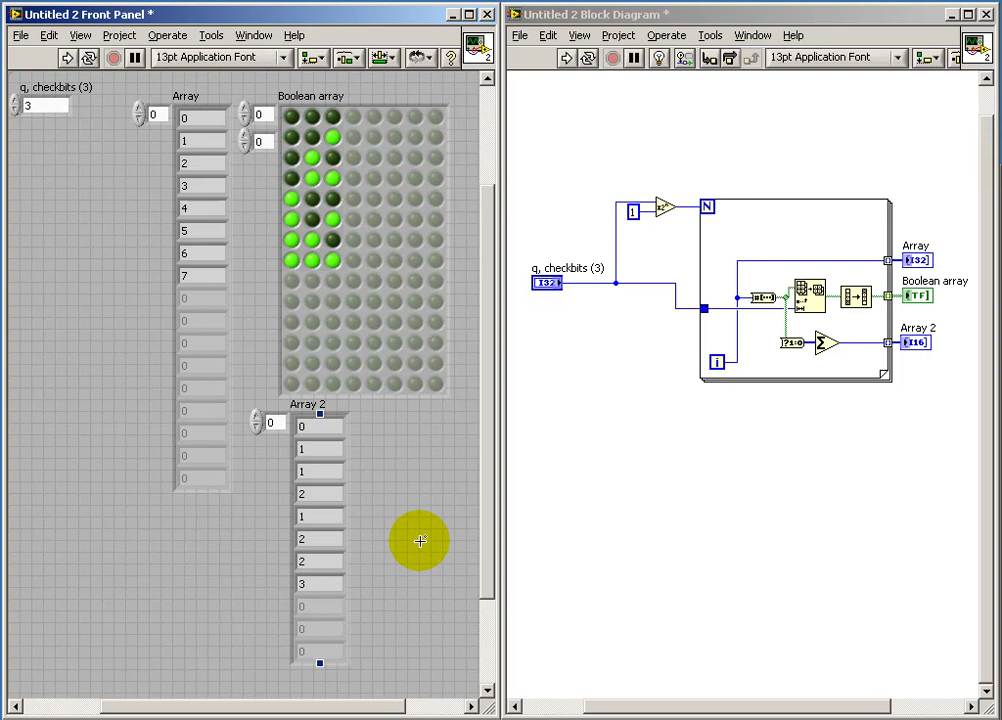 Untitled 2 Front Panel *
File Edit View Project Operate Tools Window Help
13pt Application Font
2
q, checkbits (3)
3
Array
0
0
1
2
3
4
5
6
7
0
0
0
0
0
0
0
0
0
Boolean array
0
0
Array 2
0
0
1
1
2
1
2
2
3
0
0
0
Untitled 2 Block Diagram *
File Edit View Project Operate Tools Window Help
13pt Application Font
2
1
N
q, checkbits (3)
I32
i
?1:0
Σ
Array
I32
Boolean array
TF
Array 2
I16